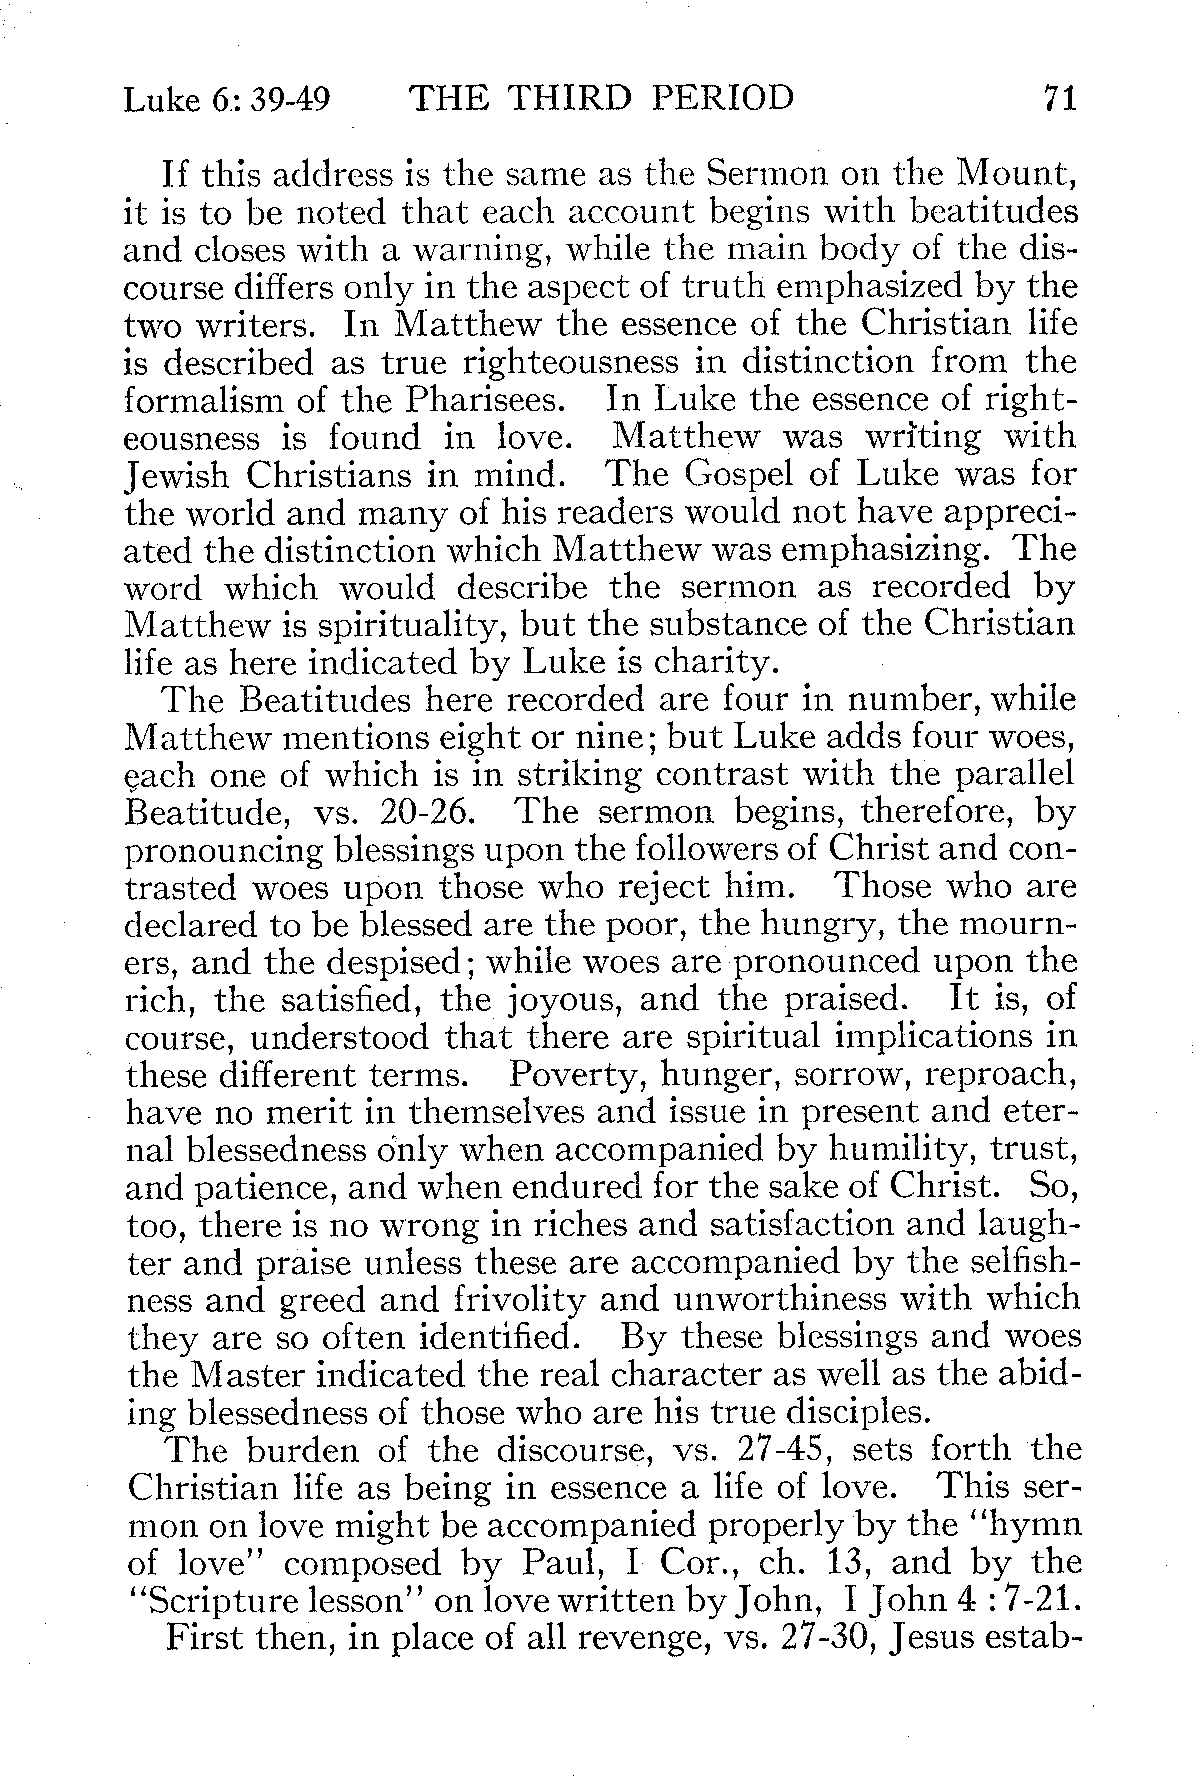 Luke 6: 39-49 THE THIRD PERIOD 71
If this address is the same as the Sermon on the Mount,
it is to be noted that each account begins with beatitudes
and closes with a warning, while the main body of the dis-
course differs only in the aspect of truth emphasized by the
two writers. In Matthew the essence of the Christian life
is described as true righteousness in distinction from the
formalism of the Pharisees. In Luke the essence of right-
eousness is found in love. Matthew was writing with
Jewish Christians in mind. The Gospel of Luke was for
the world and many of his readers would not have appreci-
ated the distinction which Matthew was emphasizing. The
word which would describe the sermon as recorded by
Matthew is spirituality, but the substance of the Christian
life as here indicated by Luke is charity.
The Beatitudes here recorded are four in number, while
Matthew mentions eight or nine; but Luke adds four woes,
each one of which is in striking contrast with the parallel
Beatitude, vs. 20-26. The sermon begins, therefore, by
pronouncing blessings upon the followers of Christ and con-
trasted woes upon those who reject him. Those who are
declared to be blessed are the poor, the hungry, the mourn-
ers, and the despised; while woes are pronounced upon the
rich, the satisfied, the joyous, and the praised. It is, of
course, understood that there are spiritual implications in
these different terms. Poverty, hunger, sorrow, reproach,
have no merit in themselves and issue in present and eter-
nal blessedness only when accompanied by humility, trust,
and patience, and when endured for the sake of Christ. So,
too, there is no wrong in riches and satisfaction and laugh-
ter and praise unless these are accompanied by the selfish-
ness and greed and frivolity and unworthiness with which
they are so often identified. By these blessings and woes
the Master indicated the real character as well as the abid-
ing blessedness of those who are his true disciples.
The burden of the discourse, vs. 27-45, sets forth the
Christian life as being in essence a life of love. This ser-
mon on love might be accompanied properly by the "hymn
of love" composed by Paul, I Cor., ch. 13, and by the
"Scripture lesson" on love written by John, I John 4 : 7-21.
First then, in place of all revenge, vs. 27-30, Jesus estab-